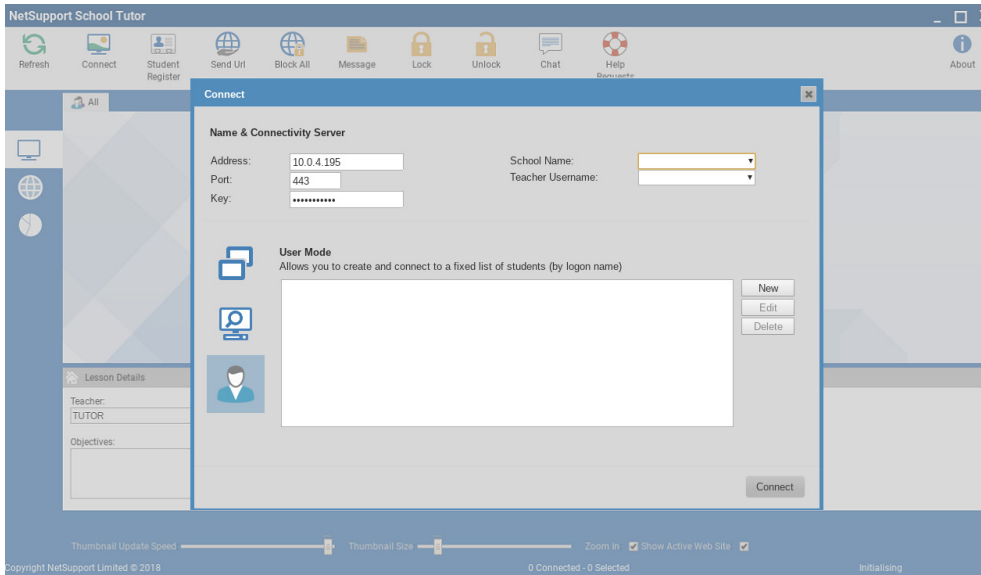 NetSupport School Tutor
Refresh
Connect
Student
Register
Send Url
Block All
Message
Lock
Unlock
Chat
Help
Requests
About
All
Connect
Name & Connectivity Server
Address:
10.0.4.195
School Name:
Port:
443
Teacher Username:
Key:
•••••••••••
User Mode
Allows you to create and connect to a fixed list of students (by logon name)
New
Edit
Delete
Lesson Details
Teacher:
TUTOR
Objectives:
Connect
Thumbnail Update Speed
Thumbnail Size
Zoom In
Show Active Web Site
Copyright NetSupport Limited © 2018
0 Connected - 0 Selected
Initialising